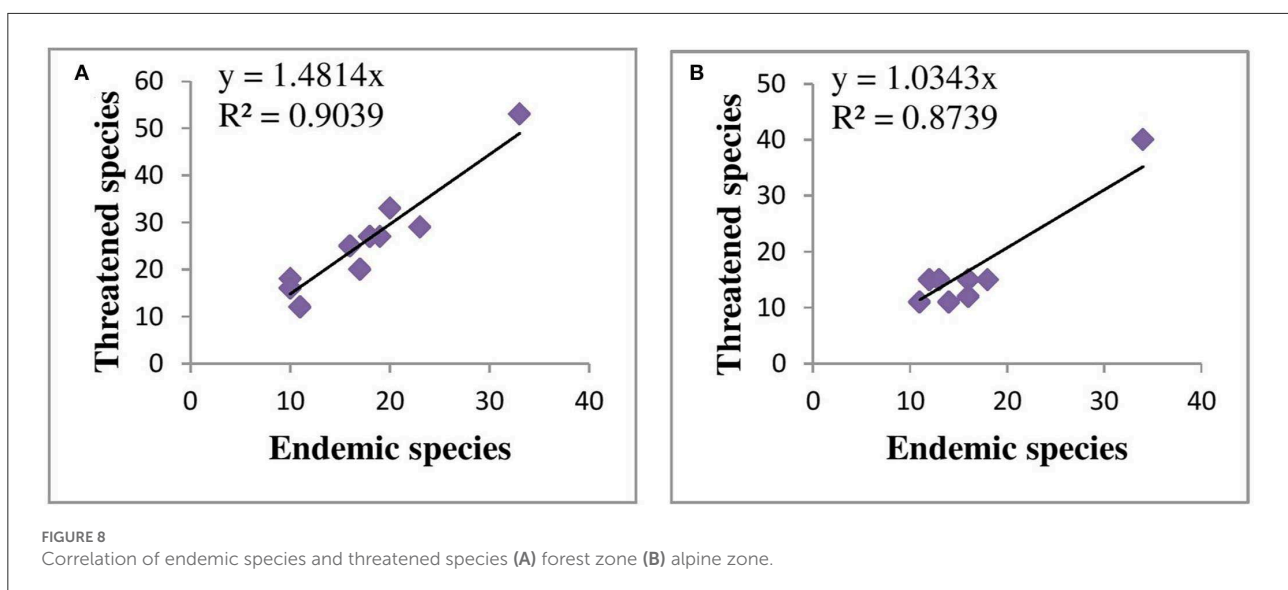 A
y = 1.4814x
R² = 0.9039
Threatened species
60
50
40
30
20
10
0
0 10 20 30 40
Endemic species
B
y = 1.0343x
R² = 0.8739
Threatened species
50
40
30
20
10
0
0 10 20 30 40
Endemic species
FIGURE 8
Correlation of endemic species and threatened species (A) forest zone (B) alpine zone.